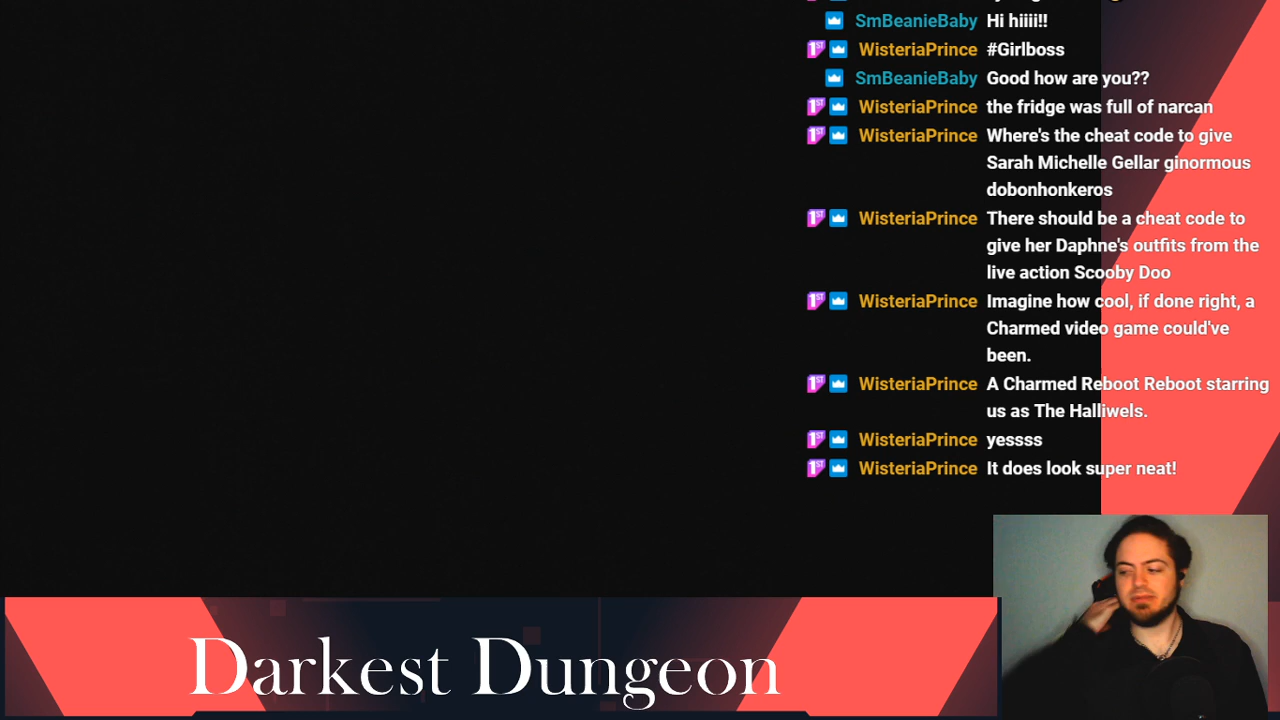 SmBeanieBaby Hi hiiii!!
WisteriaPrince #Girlboss
SmBeanieBaby Good how are you??
WisteriaPrince the fridge was full of narcan
WisteriaPrince Where's the cheat code to give
Sarah Michelle Gellar ginormous
dobonhonkeros
WisteriaPrince There should be a cheat code to
give her Daphne's outfits from the
live action Scooby Doo
WisteriaPrince Imagine how cool, if done right, a
Charmed video game could've
been.
WisteriaPrince A Charmed Reboot Reboot starring
us as The Halliwels.
WisteriaPrince yessss
WisteriaPrince It does look super neat!
Darkest Dungeon